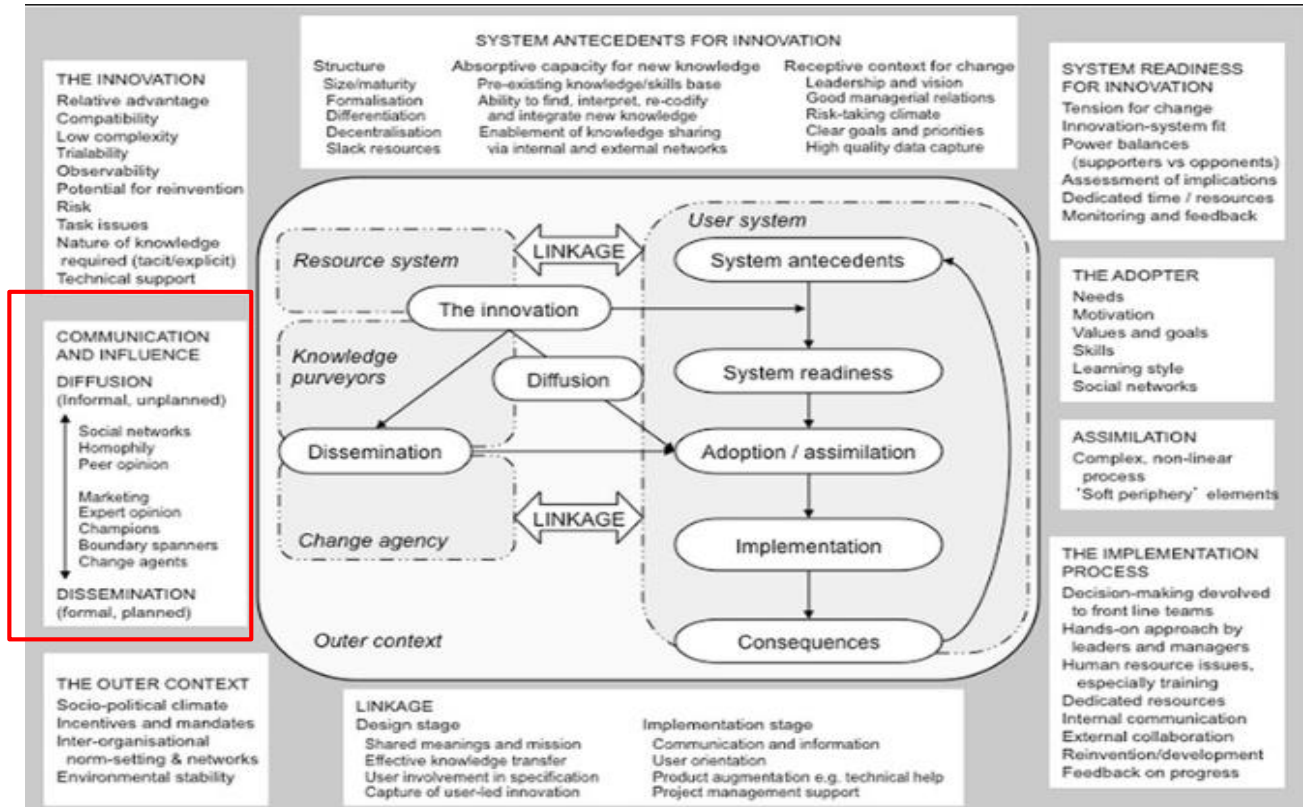 SYSTEM ANTECEDENTS FOR INNOVATION
Structure
Size/maturity
Formalisation
Differentiation
Decentralisation
Slack resources
Absorptive capacity for new knowledge
Pre-existing knowledge/skills base
Ability to find, interpret, re-codify
and integrate new knowledge
Enablement of knowledge sharing
via internal and external networks
Receptive context for change
Leadership and vision
Good managerial relations
Risk-taking climate
Clear goals and priorities
High quality data capture
THE INNOVATION
Relative advantage
Compatibility
Low complexity
Trialability
Observability
Potential for reinvention
Risk
Task issues
Nature of knowledge
required (tacit/explicit)
Technical support
COMMUNICATION
AND INFLUENCE
DIFFUSION
(Informal, unplanned)
Social networks
Homophily
Peer opinion
Marketing
Expert opinion
Champions
Boundary spanners
Change agents
DISSEMINATION
(formal, planned)
THE OUTER CONTEXT
Socio-political climate
Incentives and mandates
Inter-organisational
norm-setting & networks
Environmental stability
Resource system
LINKAGE
User system
System antecedents
The innovation
Knowledge
purveyors
Diffusion
System readiness
Dissemination
Adoption / assimilation
Change agency
LINKAGE
Implementation
Outer context
Consequences
LINKAGE
Design stage
Shared meanings and mission
Effective knowledge transfer
User involvement in specification
Capture of user-led innovation
Implementation stage
Communication and information
User orientation
Product augmentation e.g. technical help
Project management support
SYSTEM READINESS
FOR INNOVATION
Tension for change
Innovation-system fit
Power balances
(supporters vs opponents)
Assessment of implications
Dedicated time / resources
Monitoring and feedback
THE ADOPTER
Needs
Motivation
Values and goals
Skills
Learning style
Social networks
ASSIMILATION
Complex, non-linear
process
'Soft periphery' elements
THE IMPLEMENTATION
PROCESS
Decision-making devolved
to front line teams
Hands-on approach by
leaders and managers
Human resource issues,
especially training
Dedicated resources
Internal communication
External collaboration
Reinvention/development
Feedback on progress